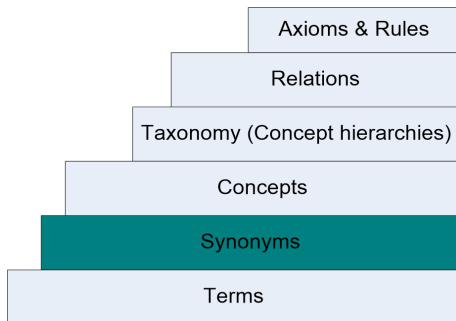 Axioms & Rules
Relations
Taxonomy (Concept hierarchies)
Concepts
Synonyms
Terms